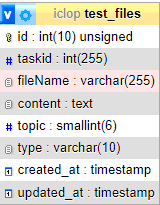 v iclop test_files
id : int(10) unsigned
# taskid : int(255)
fileName : varchar(255)
content : text
# topic : smallint(6)
type : varchar(10)
created_at : timestamp
updated_at : timestamp